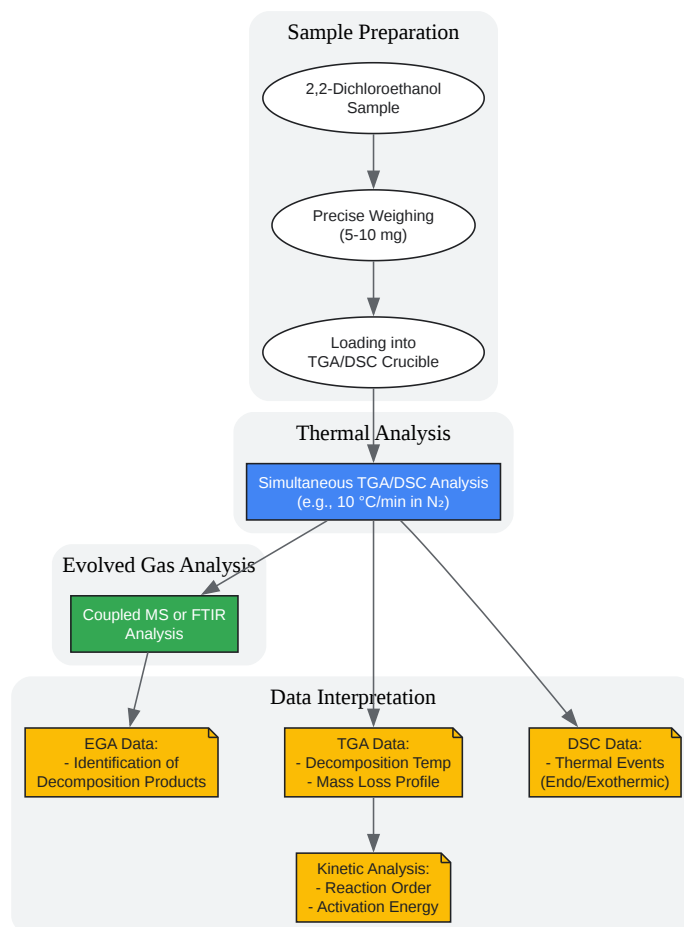 Sample Preparation
2,2-Dichloroethanol
Sample
Precise Weighing
(5-10 mg)
Loading into
TGA/DSC Crucible
Thermal Analysis
Simultaneous TGA/DSC Analysis
(e.g., 10 °C/min in N₂)
Evolved Gas Analysis
Coupled MS or FTIR
Analysis
Data Interpretation
EGA Data:
- Identification of
Decomposition Products
TGA Data:
- Decomposition Temp
- Mass Loss Profile
DSC Data:
- Thermal Events
(Endo/Exothermic)
Kinetic Analysis:
- Reaction Order
- Activation Energy